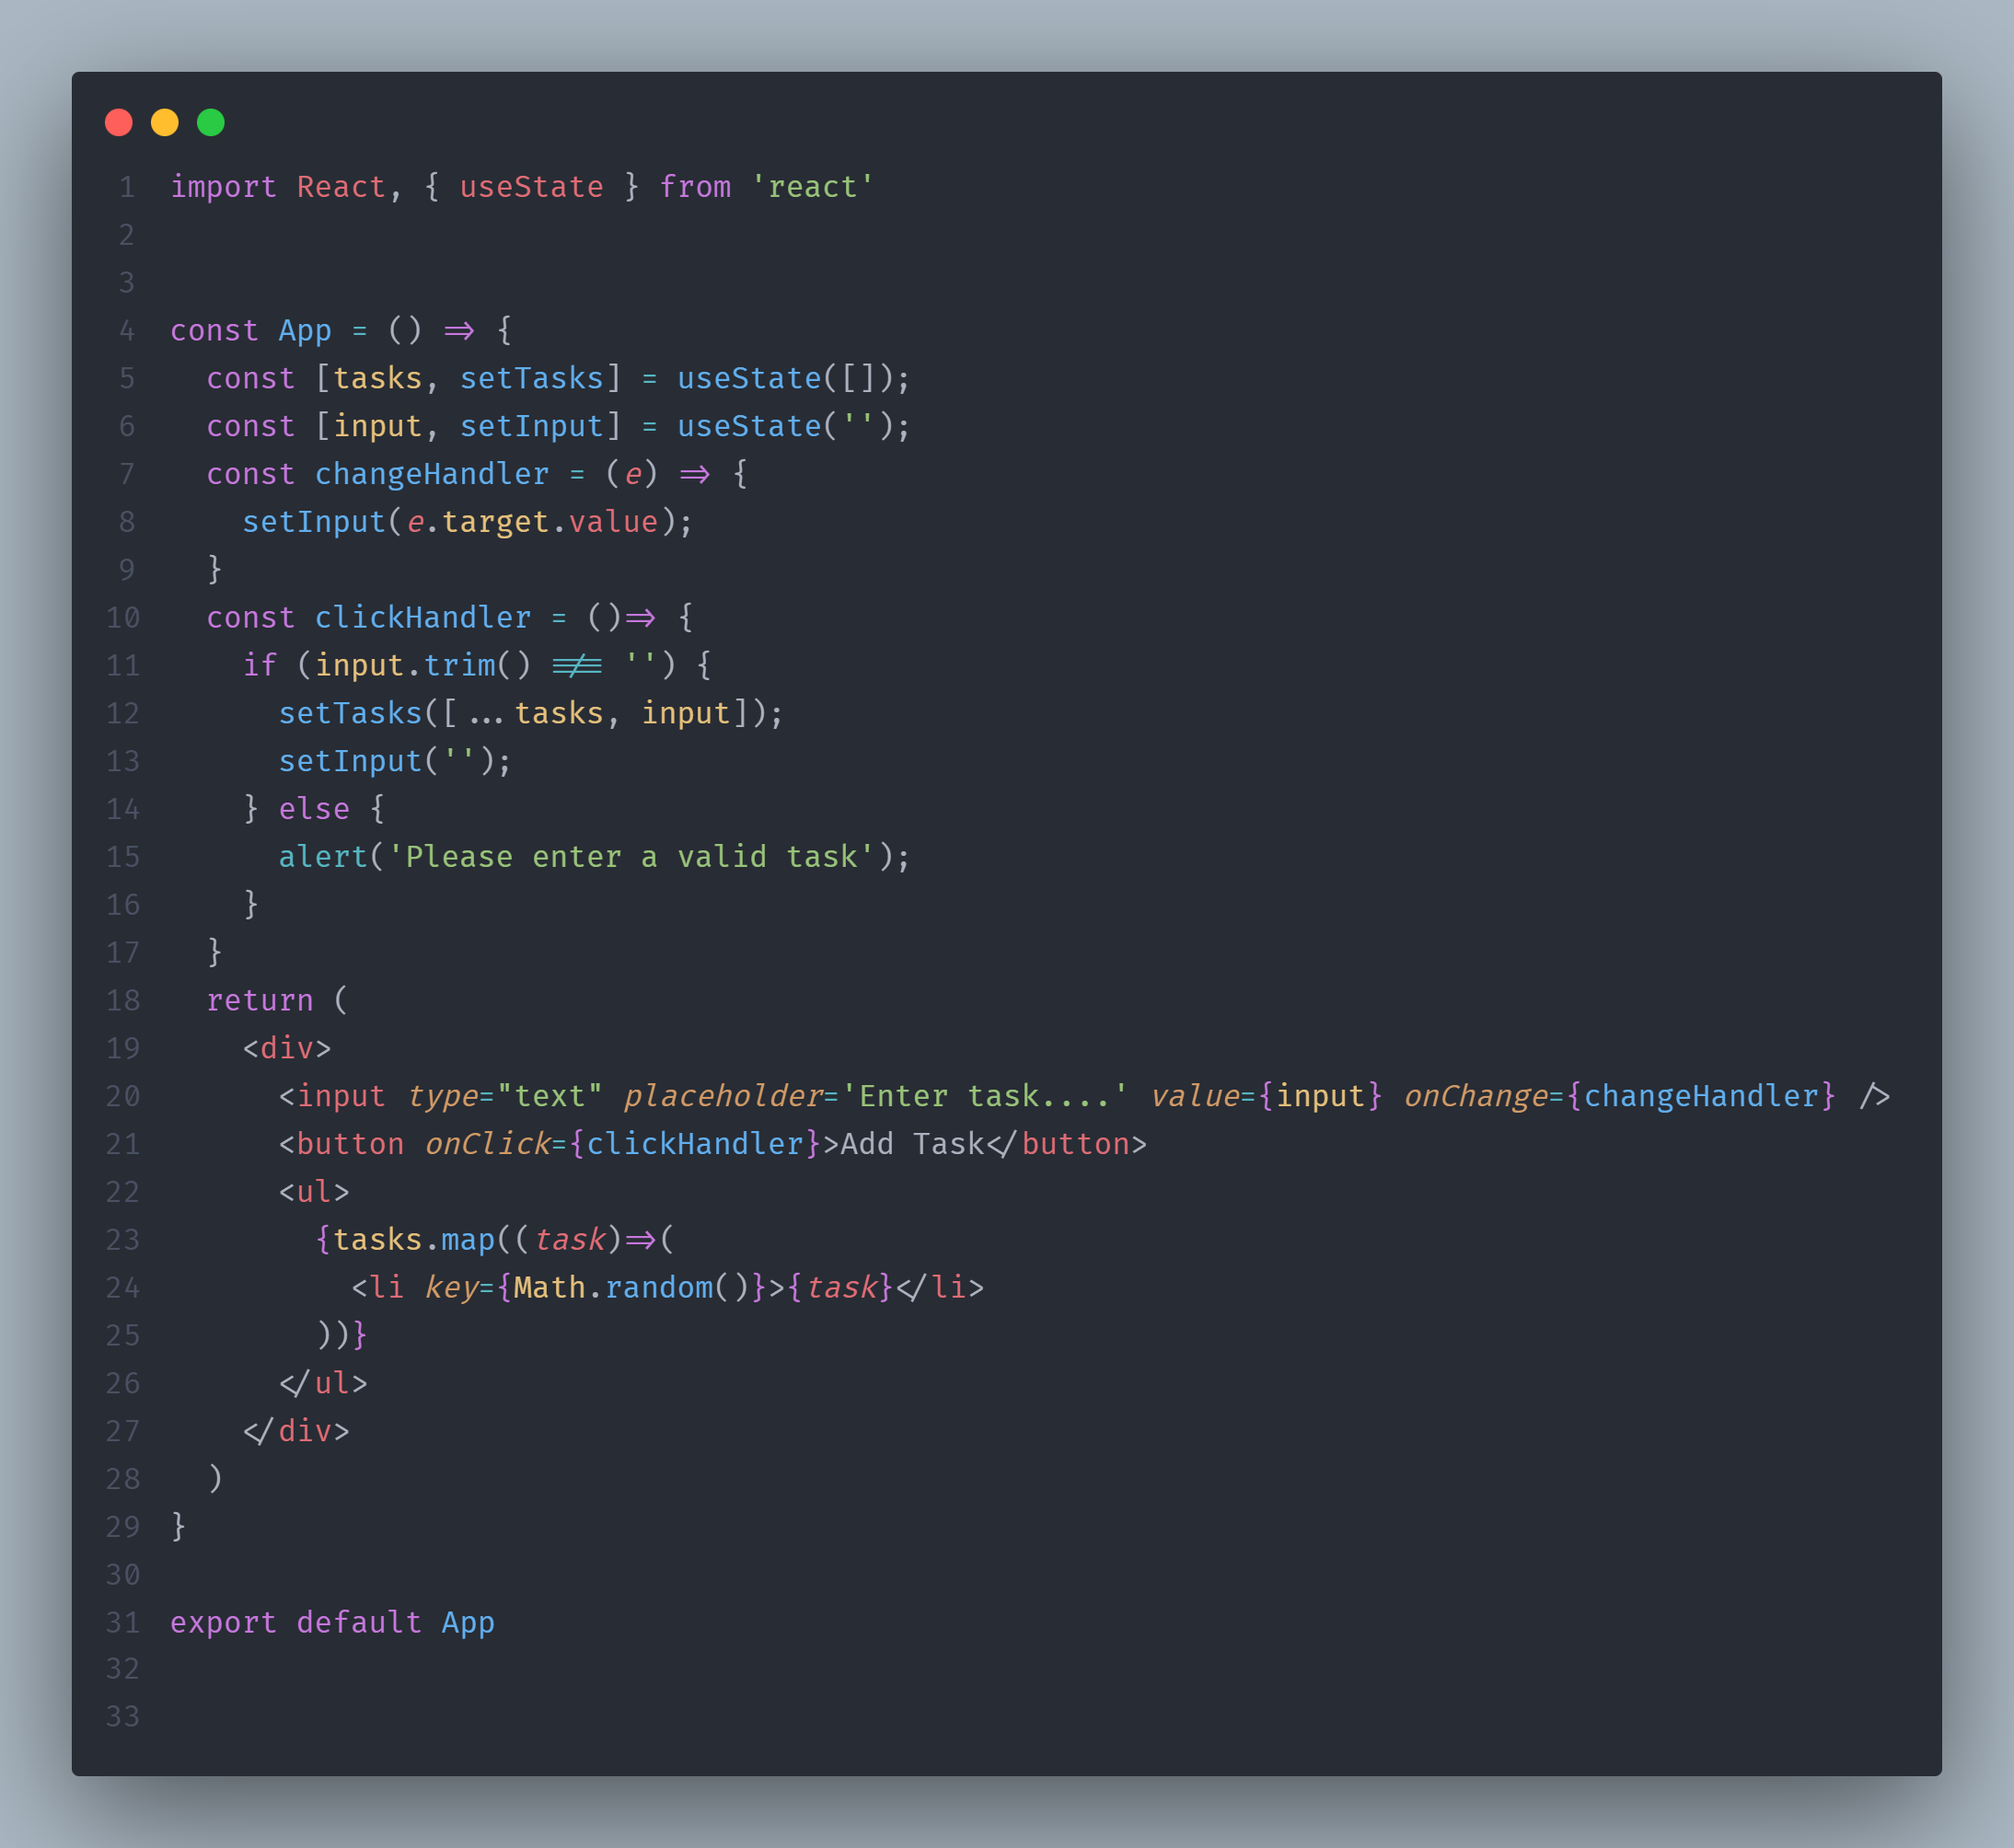 1 import React, { useState } from 'react'
2
3
4 const App = () => {
5   const [tasks, setTasks] = useState([]);
6   const [input, setInput] = useState('');
7   const changeHandler = (e) => {
8     setInput(e.target.value);
9   }
10   const clickHandler = ()=> {
11     if (input.trim() !== '') {
12       setTasks([...tasks, input]);
13       setInput('');
14     } else {
15       alert('Please enter a valid task');
16     }
17   }
18   return (
19     <div>
20       <input type="text" placeholder='Enter task....' value={input} onChange={changeHandler} />
21       <button onClick={clickHandler}>Add Task</button>
22       <ul>
23         {tasks.map((task)=>(
24           <li key={Math.random()}>{task}</li>
25         ))}
26       </ul>
27     </div>
28   )
29 }
30
31 export default App
32
33